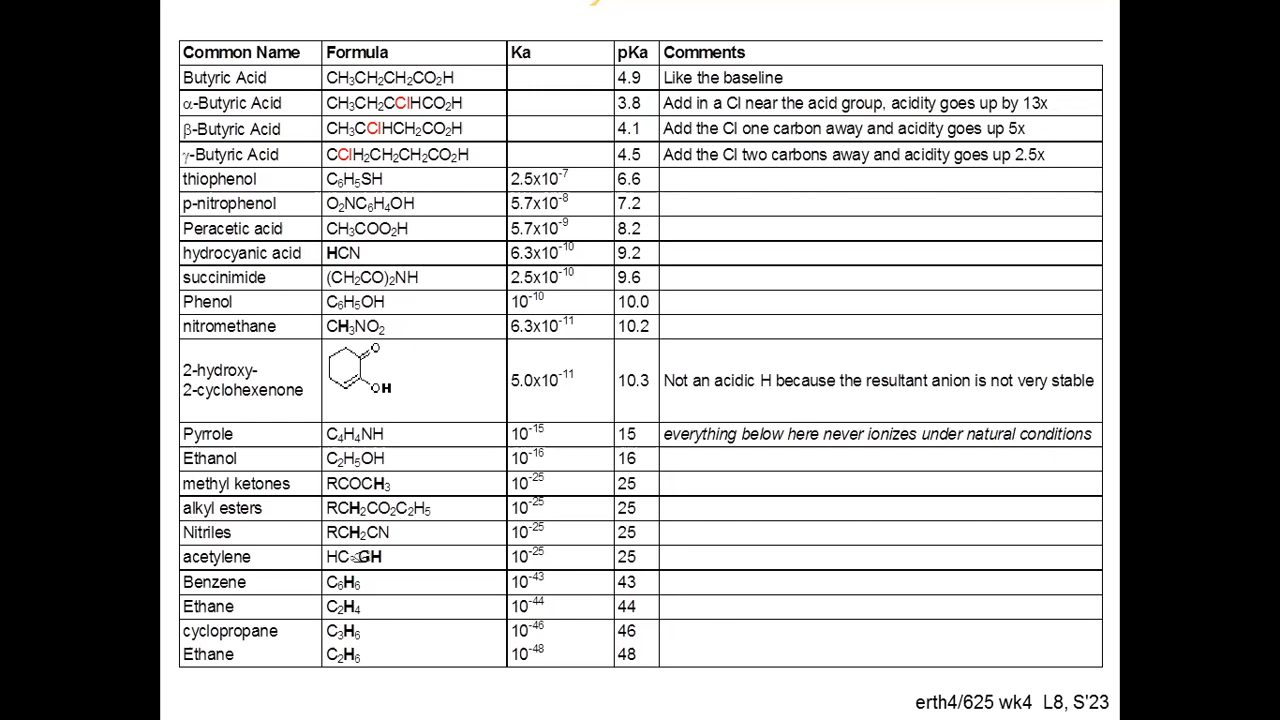 Common Name Formula Ka pKa Comments
Butyric Acid CH₃CH₂CH₂CO₂H 4.9 Like the baseline
α-Butyric Acid CH₃CH₂CClHCO₂H 3.8 Add in a Cl near the acid group, acidity goes up by 13x
β-Butyric Acid CH₃CClHCH₂CO₂H 4.1 Add the Cl one carbon away and acidity goes up 5x
γ-Butyric Acid CClH₂CH₂CH₂CO₂H 4.5 Add the Cl two carbons away and acidity goes up 2.5x
thiophenol C₆H₅SH 2.5x10⁻⁷ 6.6
p-nitrophenol O₂NC₆H₄OH 5.7x10⁻⁸ 7.2
Peracetic acid CH₃COO₂H 5.7x10⁻⁹ 8.2
hydrocyanic acid HCN 6.3x10⁻¹⁰ 9.2
succinimide (CH₂CO)₂NH 2.5x10⁻¹⁰ 9.6
Phenol C₆H₅OH 10⁻¹⁰ 10.0
nitromethane CH₃NO₂ 6.3x10⁻¹¹ 10.2
2-hydroxy-
2-cyclohexenone O OH 5.0x10⁻¹¹ 10.3 Not an acidic H because the resultant anion is not very stable
Pyrrole C₄H₄NH 10⁻¹⁵ 15 everything below here never ionizes under natural conditions
Ethanol C₂H₅OH 10⁻¹⁶ 16
methyl ketones RCOCH₃ 10⁻²⁵ 25
alkyl esters RCH₂CO₂C₂H₅ 10⁻²⁵ 25
Nitriles RCH₂CN 10⁻²⁵ 25
acetylene 10⁻²⁵ 25
Benzene C₆H₆ 10⁻⁴³ 43
Ethane C₂H₄ 10⁻⁴⁴ 44
cyclopropane C₃H₆ 10⁻⁴⁶ 46
Ethane C₂H₆ 10⁻⁴⁸ 48
erth4/625 wk4 L8, S'23